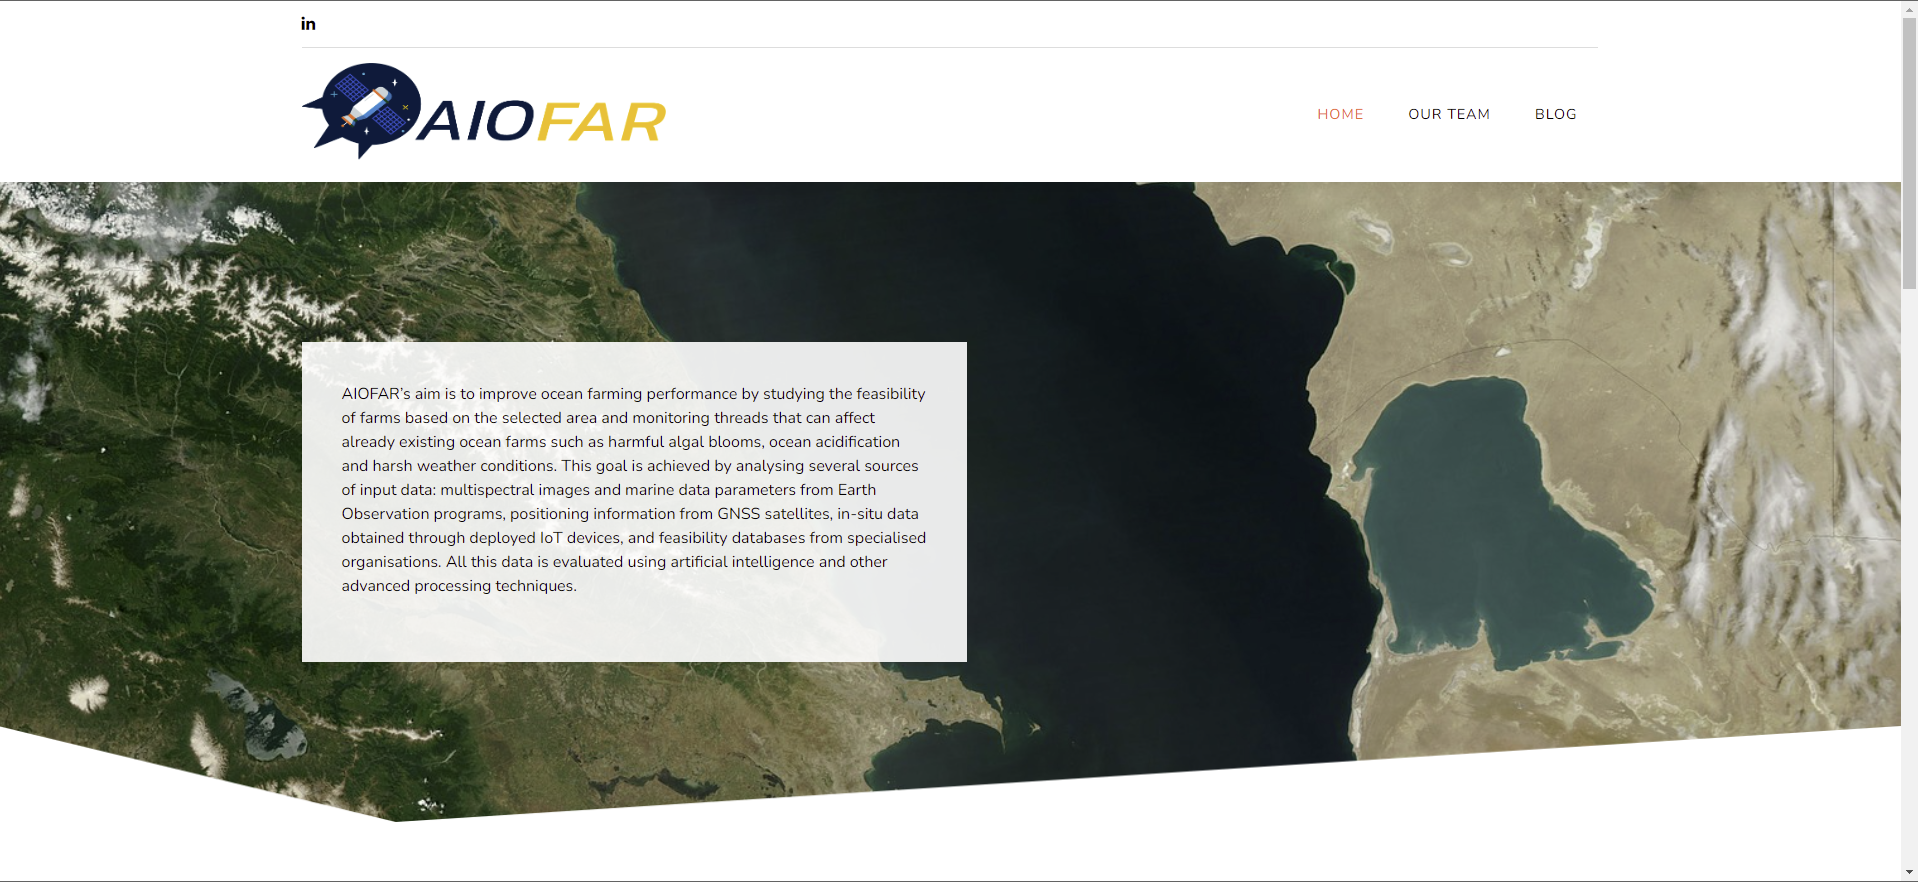 in
AIOFAR
HOME OUR TEAM BLOG
AIOFAR's aim is to improve ocean farming performance by studying the feasibility
of farms based on the selected area and monitoring threads that can affect
already existing ocean farms such as harmful algal blooms, ocean acidification
and harsh weather conditions. This goal is achieved by analysing several sources
of input data: multispectral images and marine data parameters from Earth
Observation programs, positioning information from GNSS satellites, in-situ data
obtained through deployed IoT devices, and feasibility databases from specialised
organisations. All this data is evaluated using artificial intelligence and other
advanced processing techniques.